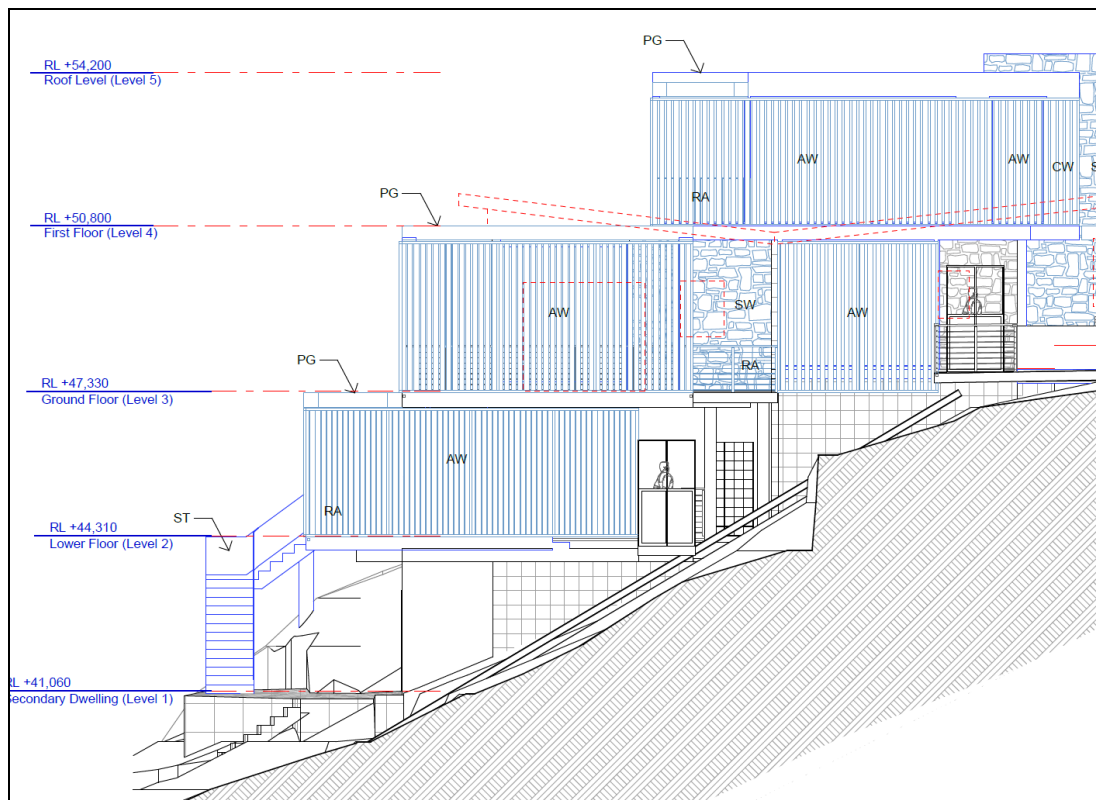 PG
RL +54,200
Roof Level (Level 5)
AW
AW
CW
S
RA
PG
RL +50,800
First Floor (Level 4)
SW
AW
AW
RA
PG
RL +47,330
Ground Floor (Level 3)
AW
RA
ST
RL +44,310
Lower Floor (Level 2)
RL +41,060
Secondary Dwelling (Level 1)